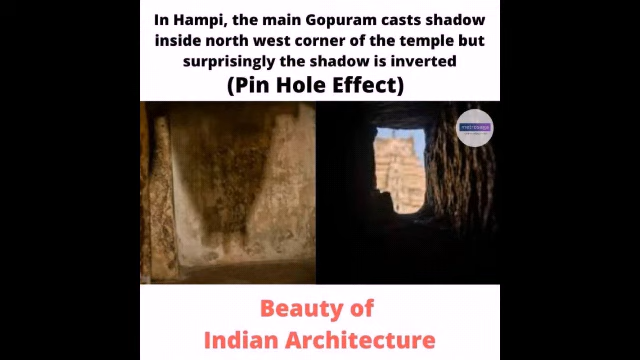 In Hampi, the main Gopuram casts shadow
inside north west corner of the temple but
surprisingly the shadow is inverted
(Pin Hole Effect)
Beauty of
Indian Architecture